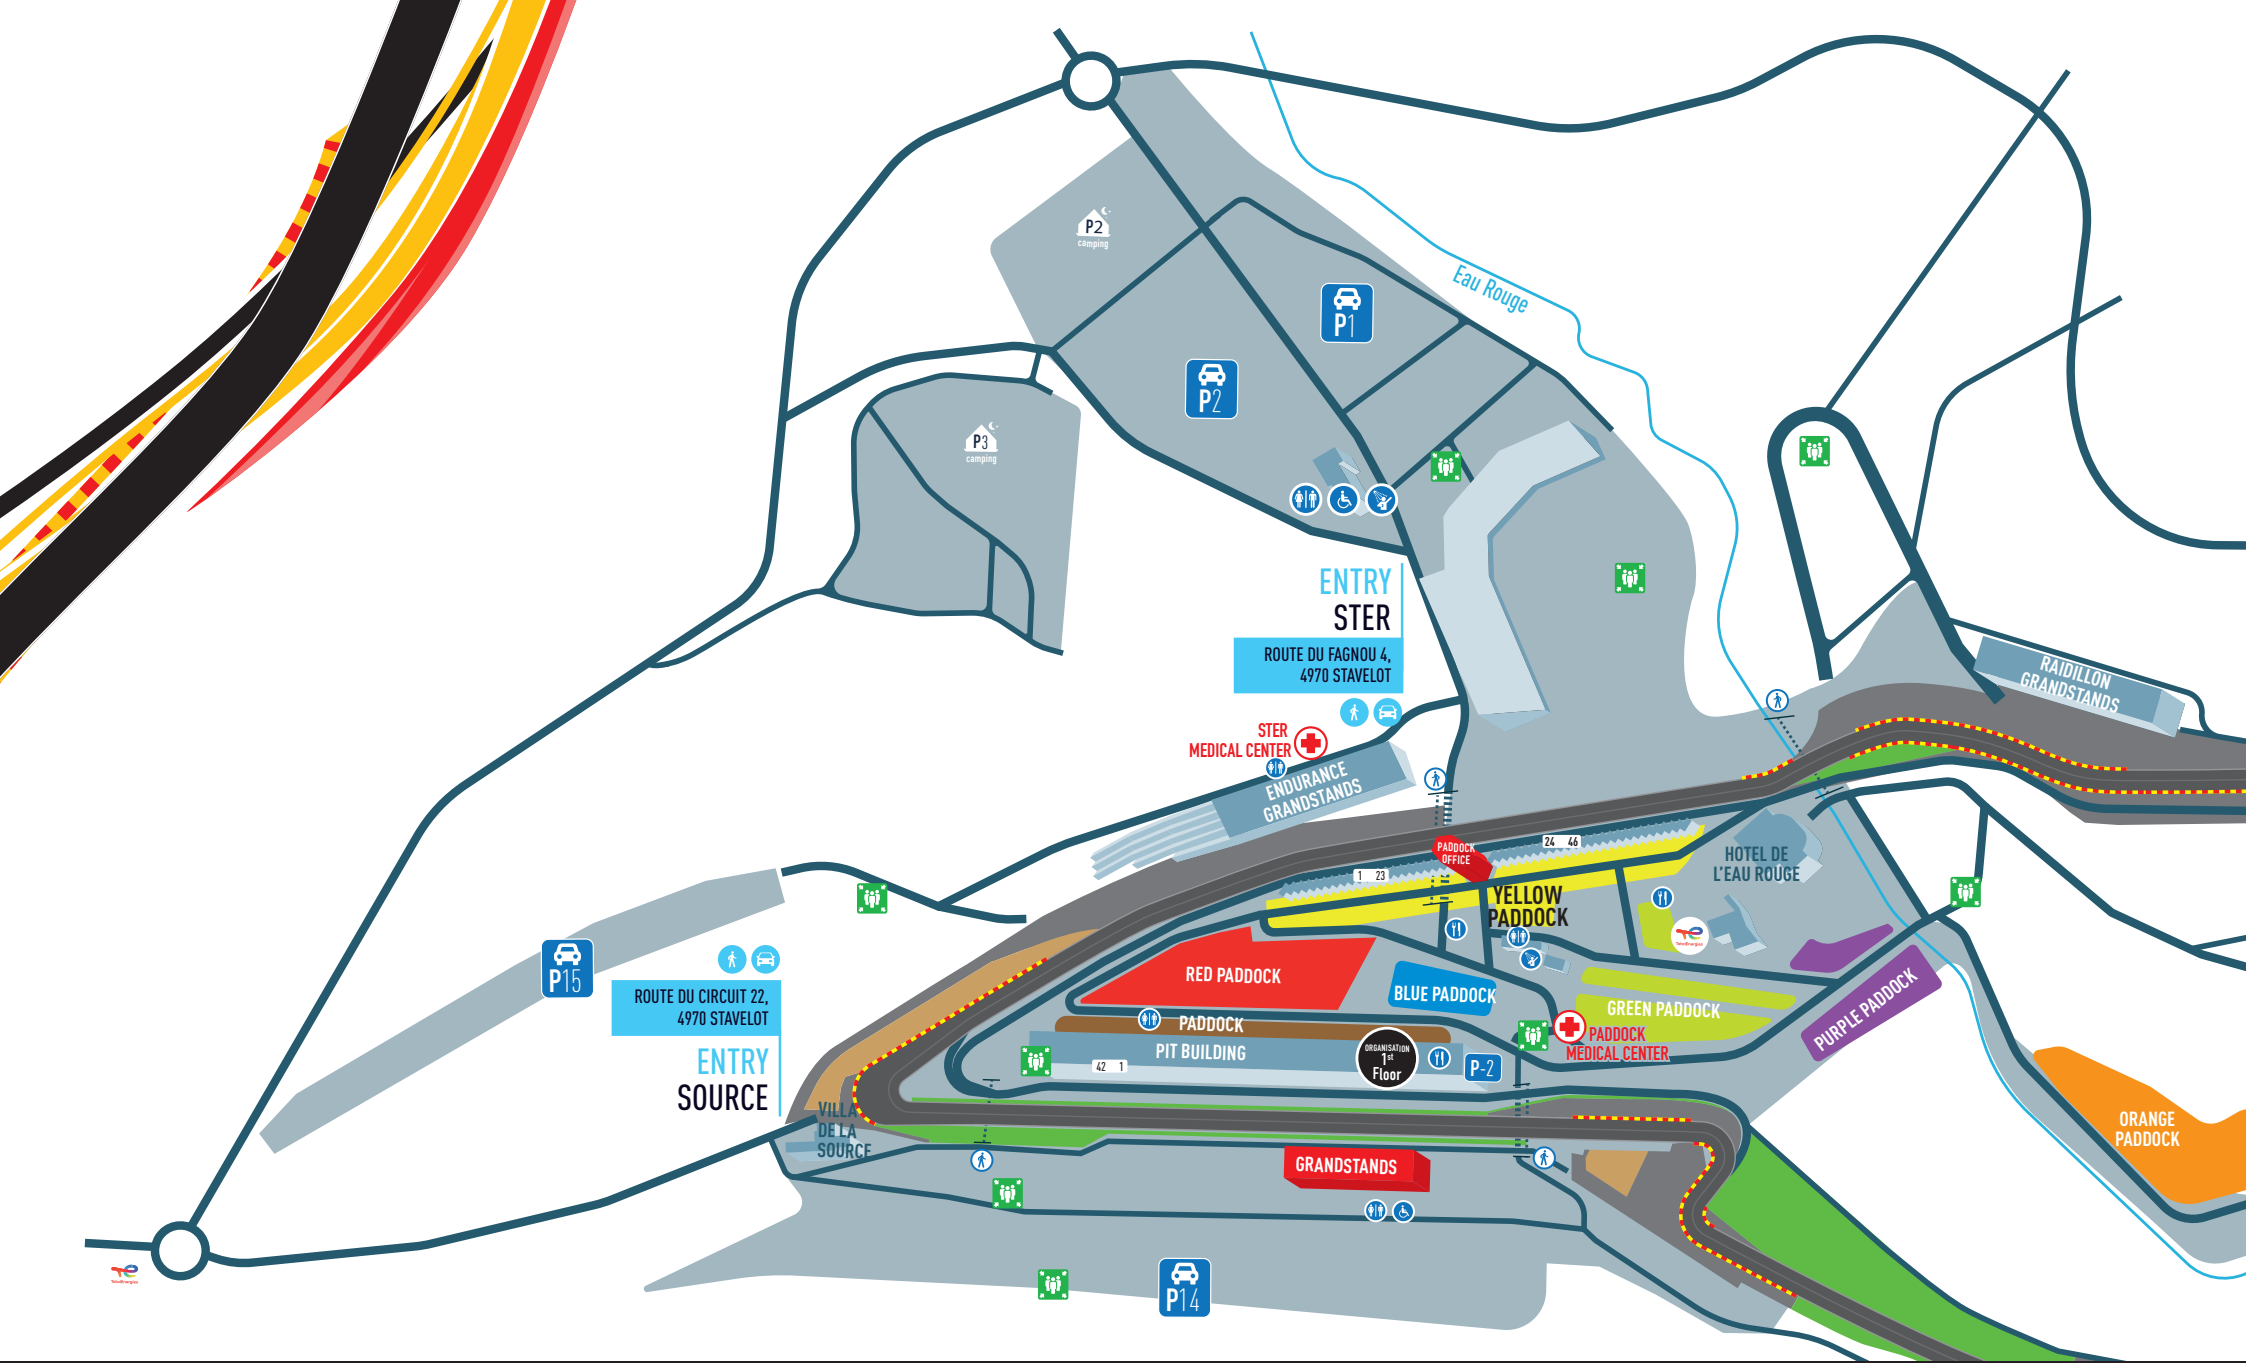 P2
camping
Eau Rouge
P1
P2
P3
camping
ENTRY
STER
ROUTE DU FAGNOU 4,
4970 STAVELOT
STER
MEDICAL CENTER
ENDURANCE
GRANDSTANDS
RAIDILLON
GRANDSTANDS
PADDOCK
OFFICE
24 46
1 23
HOTEL DE
L'EAU ROUGE
YELLOW
PADDOCK
TotalEnergies
P15
ROUTE DU CIRCUIT 22,
4970 STAVELOT
ENTRY
SOURCE
RED PADDOCK
BLUE PADDOCK
GREEN PADDOCK
PURPLE PADDOCK
PADDOCK
PADDOCK
MEDICAL CENTER
PIT BUILDING
42 1
ORGANISATION
1st
Floor
P-2
VILLA
DE LA
SOURCE
GRANDSTANDS
ORANGE
PADDOCK
TotalEnergies
P14